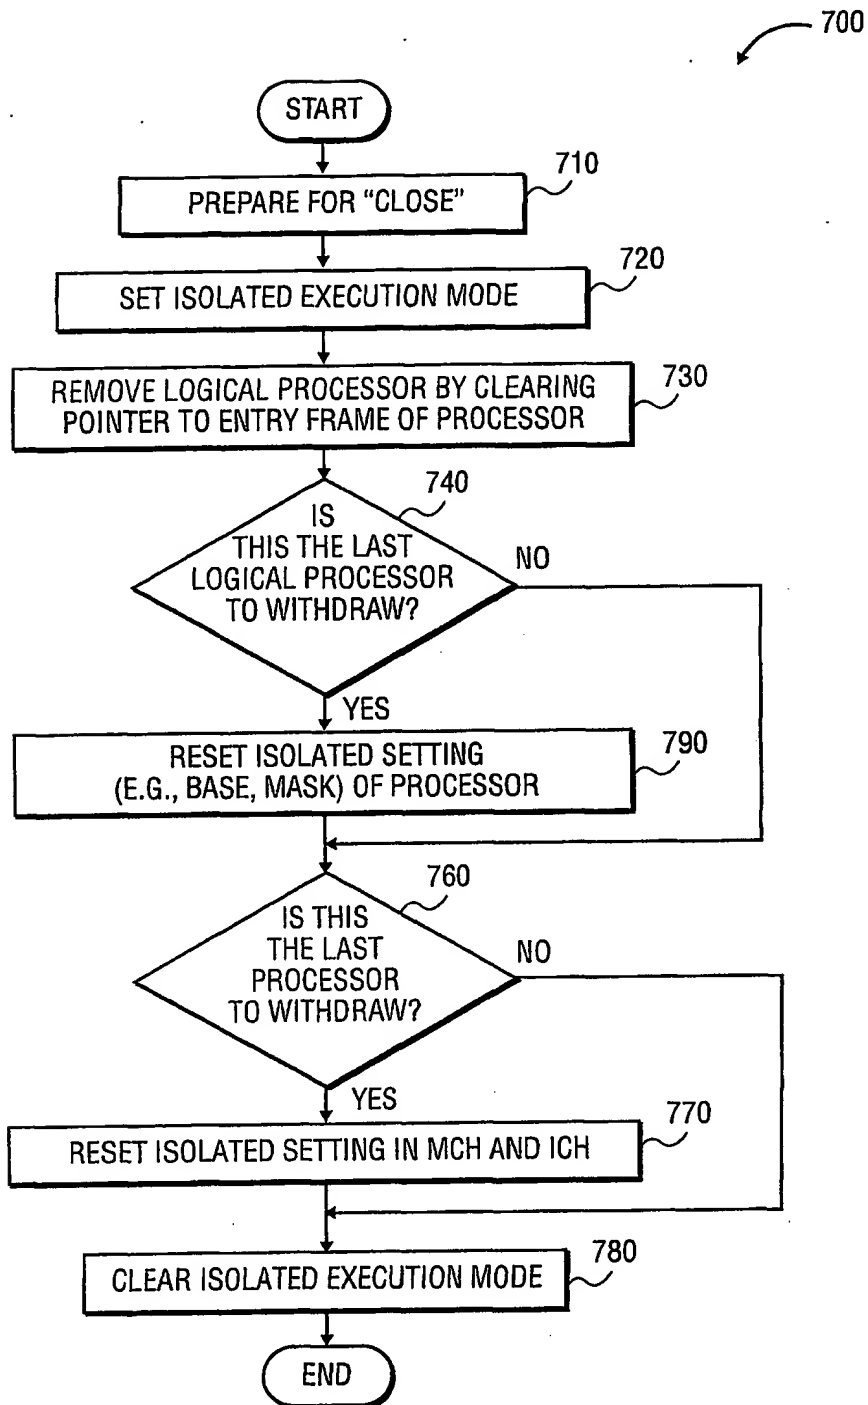 700
START
PREPARE FOR “CLOSE”
710
SET ISOLATED EXECUTION MODE
720
REMOVE LOGICAL PROCESSOR BY CLEARING
POINTER TO ENTRY FRAME OF PROCESSOR
730
IS
THIS THE LAST
LOGICAL PROCESSOR
TO WITHDRAW?
740
NO
YES
RESET ISOLATED SETTING
(E.G., BASE, MASK) OF PROCESSOR
790
IS THIS
THE LAST
PROCESSOR
TO WITHDRAW?
760
NO
YES
RESET ISOLATED SETTING IN MCH AND ICH
770
CLEAR ISOLATED EXECUTION MODE
780
END